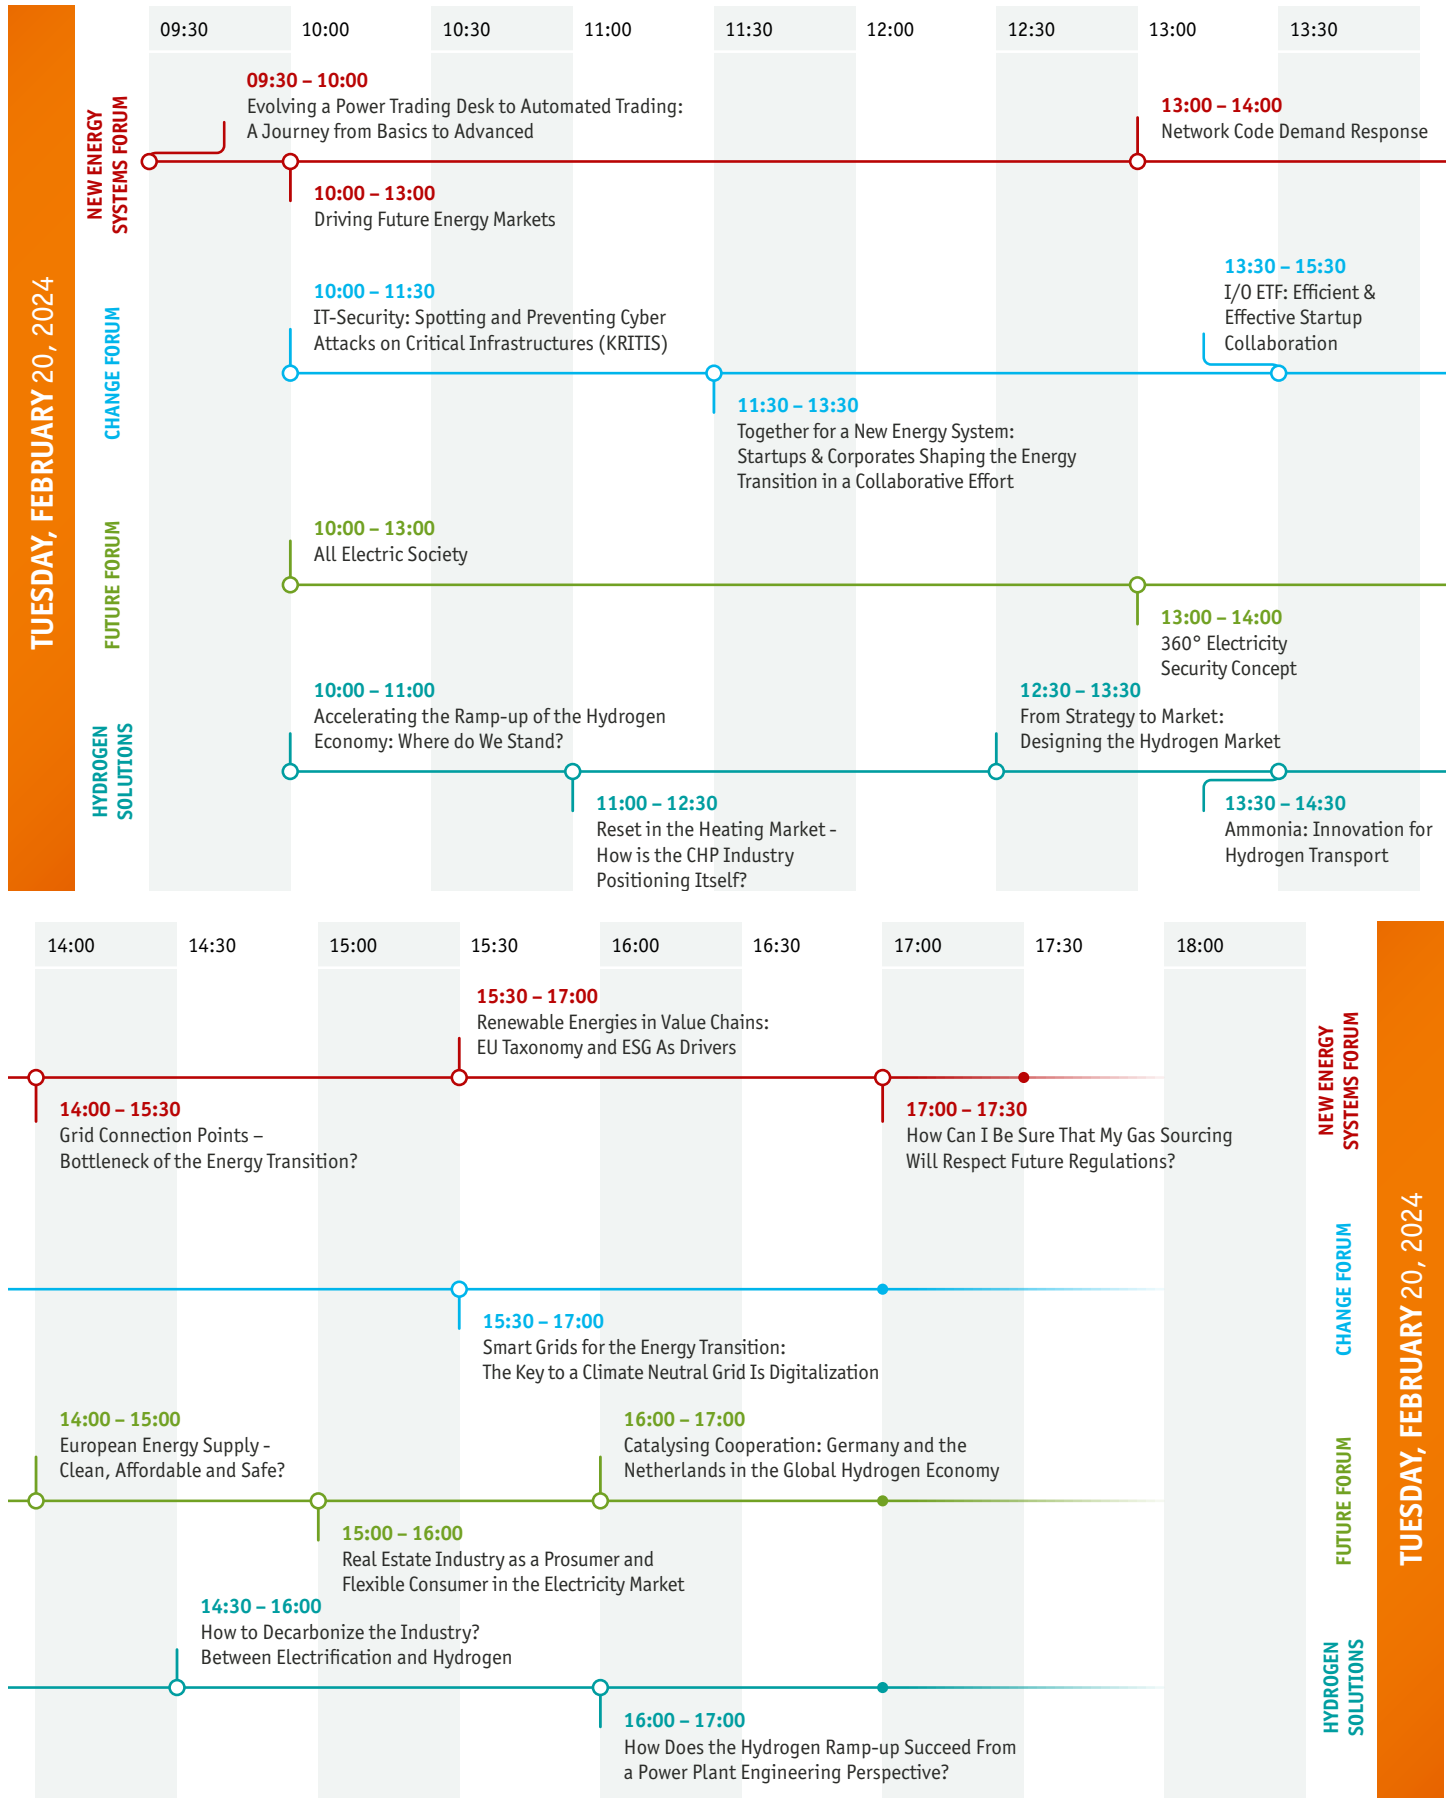 TUESDAY, FEBRUARY 20, 2024
09:30 10:00 10:30 11:00 11:30 12:00 12:30 13:00 13:30
NEW ENERGY
SYSTEMS FORUM
09:30 – 10:00
Evolving a Power Trading Desk to Automated Trading:
A Journey from Basics to Advanced
10:00 – 13:00
Driving Future Energy Markets
13:00 – 14:00
Network Code Demand Response
CHANGE FORUM
10:00 – 11:30
IT-Security: Spotting and Preventing Cyber
Attacks on Critical Infrastructures (KRITIS)
11:30 – 13:30
Together for a New Energy System:
Startups & Corporates Shaping the Energy
Transition in a Collaborative Effort
13:30 – 15:30
I/O ETF: Efficient &
Effective Startup
Collaboration
FUTURE FORUM
10:00 – 13:00
All Electric Society
13:00 – 14:00
360° Electricity
Security Concept
HYDROGEN
SOLUTIONS
10:00 – 11:00
Accelerating the Ramp-up of the Hydrogen
Economy: Where do We Stand?
11:00 – 12:30
Reset in the Heating Market -
How is the CHP Industry
Positioning Itself?
12:30 – 13:30
From Strategy to Market:
Designing the Hydrogen Market
13:30 – 14:30
Ammonia: Innovation for
Hydrogen Transport
14:00 14:30 15:00 15:30 16:00 16:30 17:00 17:30 18:00
14:00 – 15:30
Grid Connection Points –
Bottleneck of the Energy Transition?
15:30 – 17:00
Renewable Energies in Value Chains:
EU Taxonomy and ESG As Drivers
17:00 – 17:30
How Can I Be Sure That My Gas Sourcing
Will Respect Future Regulations?
NEW ENERGY
SYSTEMS FORUM
15:30 – 17:00
Smart Grids for the Energy Transition:
The Key to a Climate Neutral Grid Is Digitalization
CHANGE FORUM
14:00 – 15:00
European Energy Supply -
Clean, Affordable and Safe?
15:00 – 16:00
Real Estate Industry as a Prosumer and
Flexible Consumer in the Electricity Market
16:00 – 17:00
Catalysing Cooperation: Germany and the
Netherlands in the Global Hydrogen Economy
FUTURE FORUM
14:30 – 16:00
How to Decarbonize the Industry?
Between Electrification and Hydrogen
16:00 – 17:00
How Does the Hydrogen Ramp-up Succeed From
a Power Plant Engineering Perspective?
HYDROGEN
SOLUTIONS
TUESDAY, FEBRUARY 20, 2024